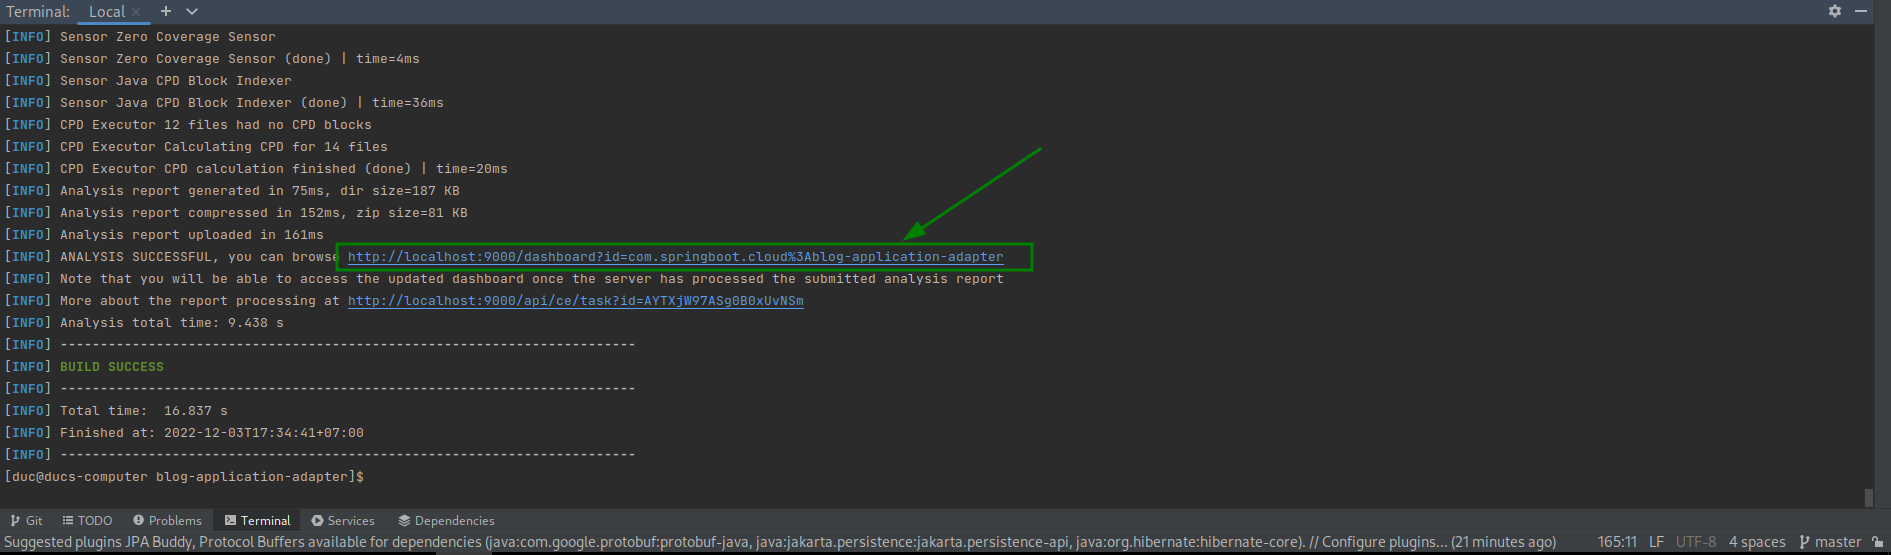 Terminal: Local × +
[INFO] Sensor Zero Coverage Sensor
[INFO] Sensor Zero Coverage Sensor (done) | time=4ms
[INFO] Sensor Java CPD Block Indexer
[INFO] Sensor Java CPD Block Indexer (done) | time=36ms
[INFO] CPD Executor 12 files had no CPD blocks
[INFO] CPD Executor Calculating CPD for 14 files
[INFO] CPD Executor CPD calculation finished (done) | time=20ms
[INFO] Analysis report generated in 75ms, dir size=187 KB
[INFO] Analysis report compressed in 152ms, zip size=81 KB
[INFO] Analysis report uploaded in 161ms
[INFO] ANALYSIS SUCCESSFUL, you can browse http://localhost:9000/dashboard?id=com.springboot.cloud%3Ablog-application-adapter
[INFO] Note that you will be able to access the updated dashboard once the server has processed the submitted analysis report
[INFO] More about the report processing at http://localhost:9000/api/ce/task?id=AYTXjW97ASg0B0xUvNSm
[INFO] Analysis total time: 9.438 s
[INFO] ------------------------------------------------------------------------
[INFO] BUILD SUCCESS
[INFO] ------------------------------------------------------------------------
[INFO] Total time:  16.837 s
[INFO] Finished at: 2022-12-03T17:34:41+07:00
[INFO] ------------------------------------------------------------------------
[duc@ducs-computer blog-application-adapter]$
Git TODO Problems Terminal Services Dependencies
Suggested plugins JPA Buddy, Protocol Buffers available for dependencies (java:com.google.protobuf:protobuf-java, java:jakarta.persistence:jakarta.persistence-api, java:org.hibernate:hibernate-core). // Configure plugins... (21 minutes ago) 165:11 LF UTF-8 4 spaces master